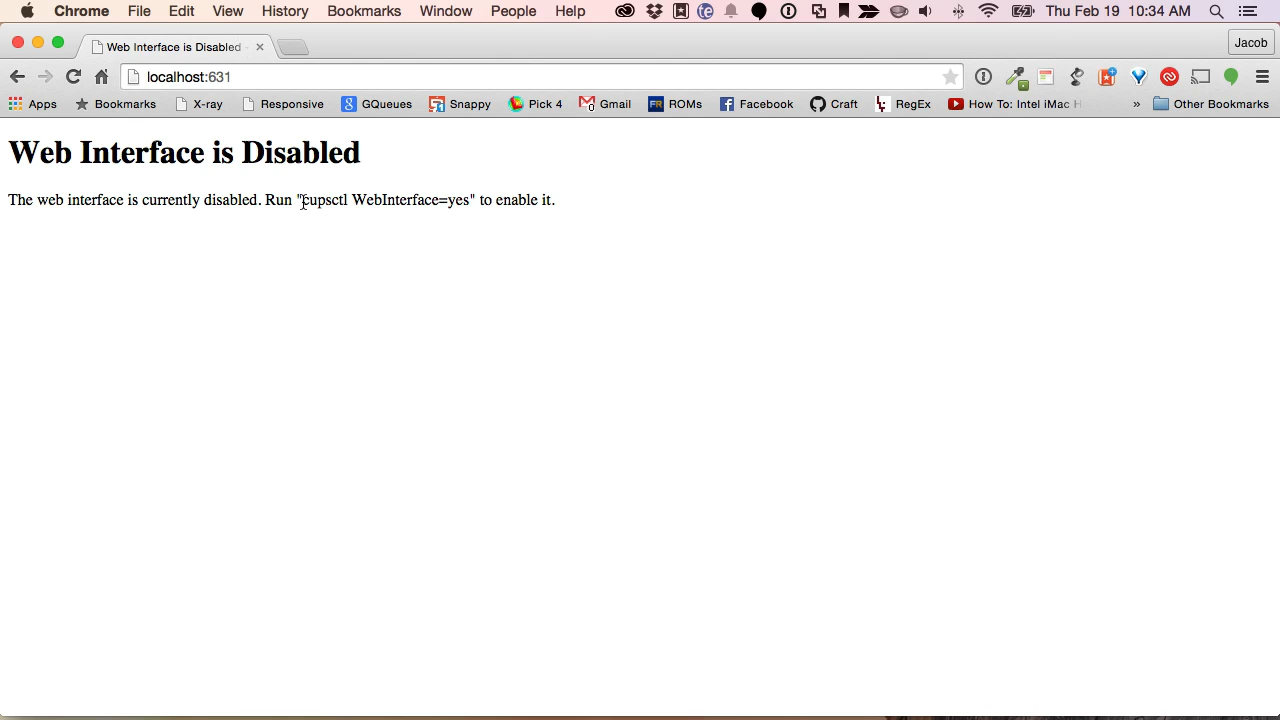 Chrome File Edit View History Bookmarks Window People Help Thu Feb 19 10:34 AM
Web Interface is Disabled
Jacob
localhost:631
Apps Bookmarks X-ray Responsive GQueues Snappy Pick 4 Gmail ROMs Facebook Craft RegEx How To: Intel iMac H » Other Bookmarks
Web Interface is Disabled
The web interface is currently disabled. Run "cupsctl WebInterface=yes" to enable it.